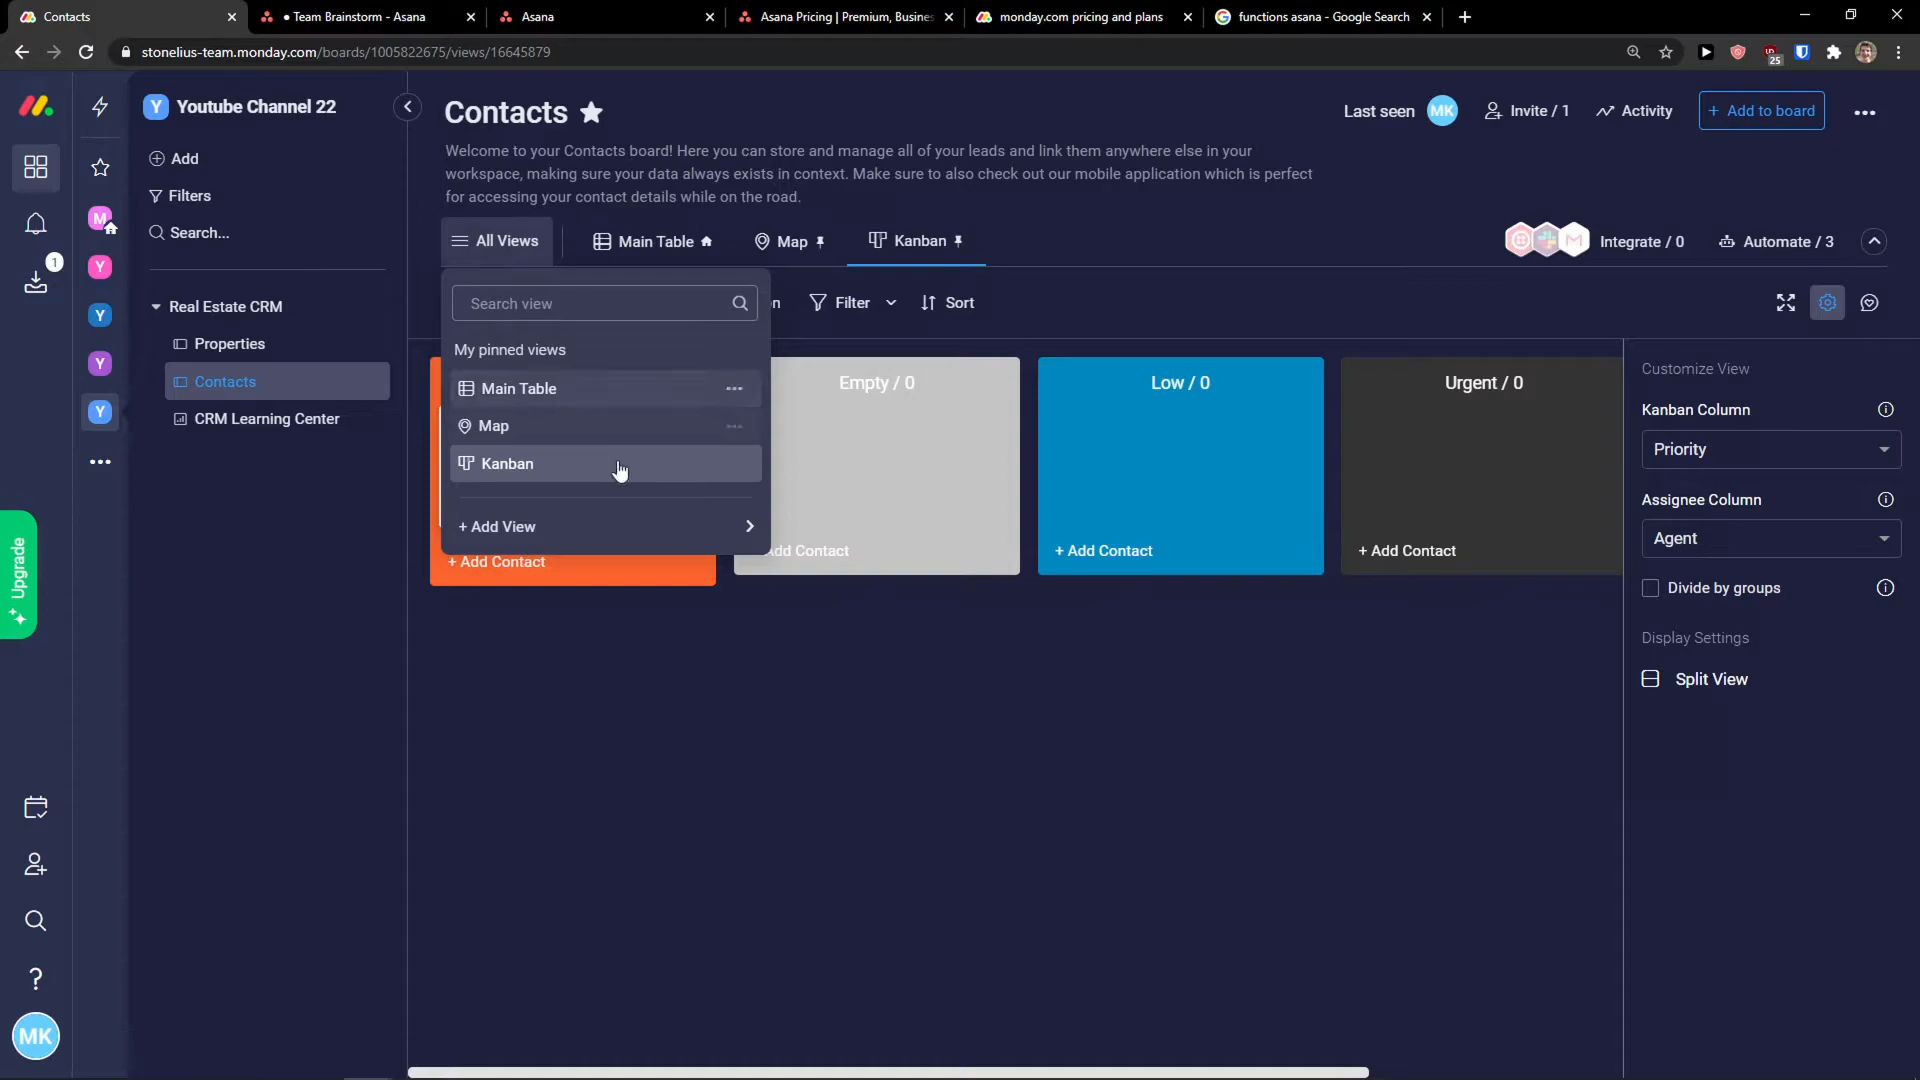 Contacts
• Team Brainstorm - Asana
Asana
Asana Pricing | Premium, Busines
monday.com pricing and plans
functions asana - Google Search
stonelius-team.monday.com/boards/1005822675/views/16645879
25
Y
Youtube Channel 22
Add
Filters
Search...
Real Estate CRM
Properties
Contacts
CRM Learning Center
M
Y
Y
Y
Y
1
Upgrade
?
MK
Contacts
Last seen
MK
Invite / 1
Activity
+ Add to board
Welcome to your Contacts board! Here you can store and manage all of your leads and link them anywhere else in your
workspace, making sure your data always exists in context. Make sure to also check out our mobile application which is perfect
for accessing your contact details while on the road.
All Views
Main Table
Map
Kanban
M
Integrate / 0
Automate / 3
Search view
n
Filter
Sort
My pinned views
Main Table
Map
Kanban
+ Add View
+ Add Contact
Empty / 0
dd Contact
Low / 0
+ Add Contact
Urgent / 0
+ Add Contact
Customize View
Kanban Column
Priority
Assignee Column
Agent
Divide by groups
Display Settings
Split View